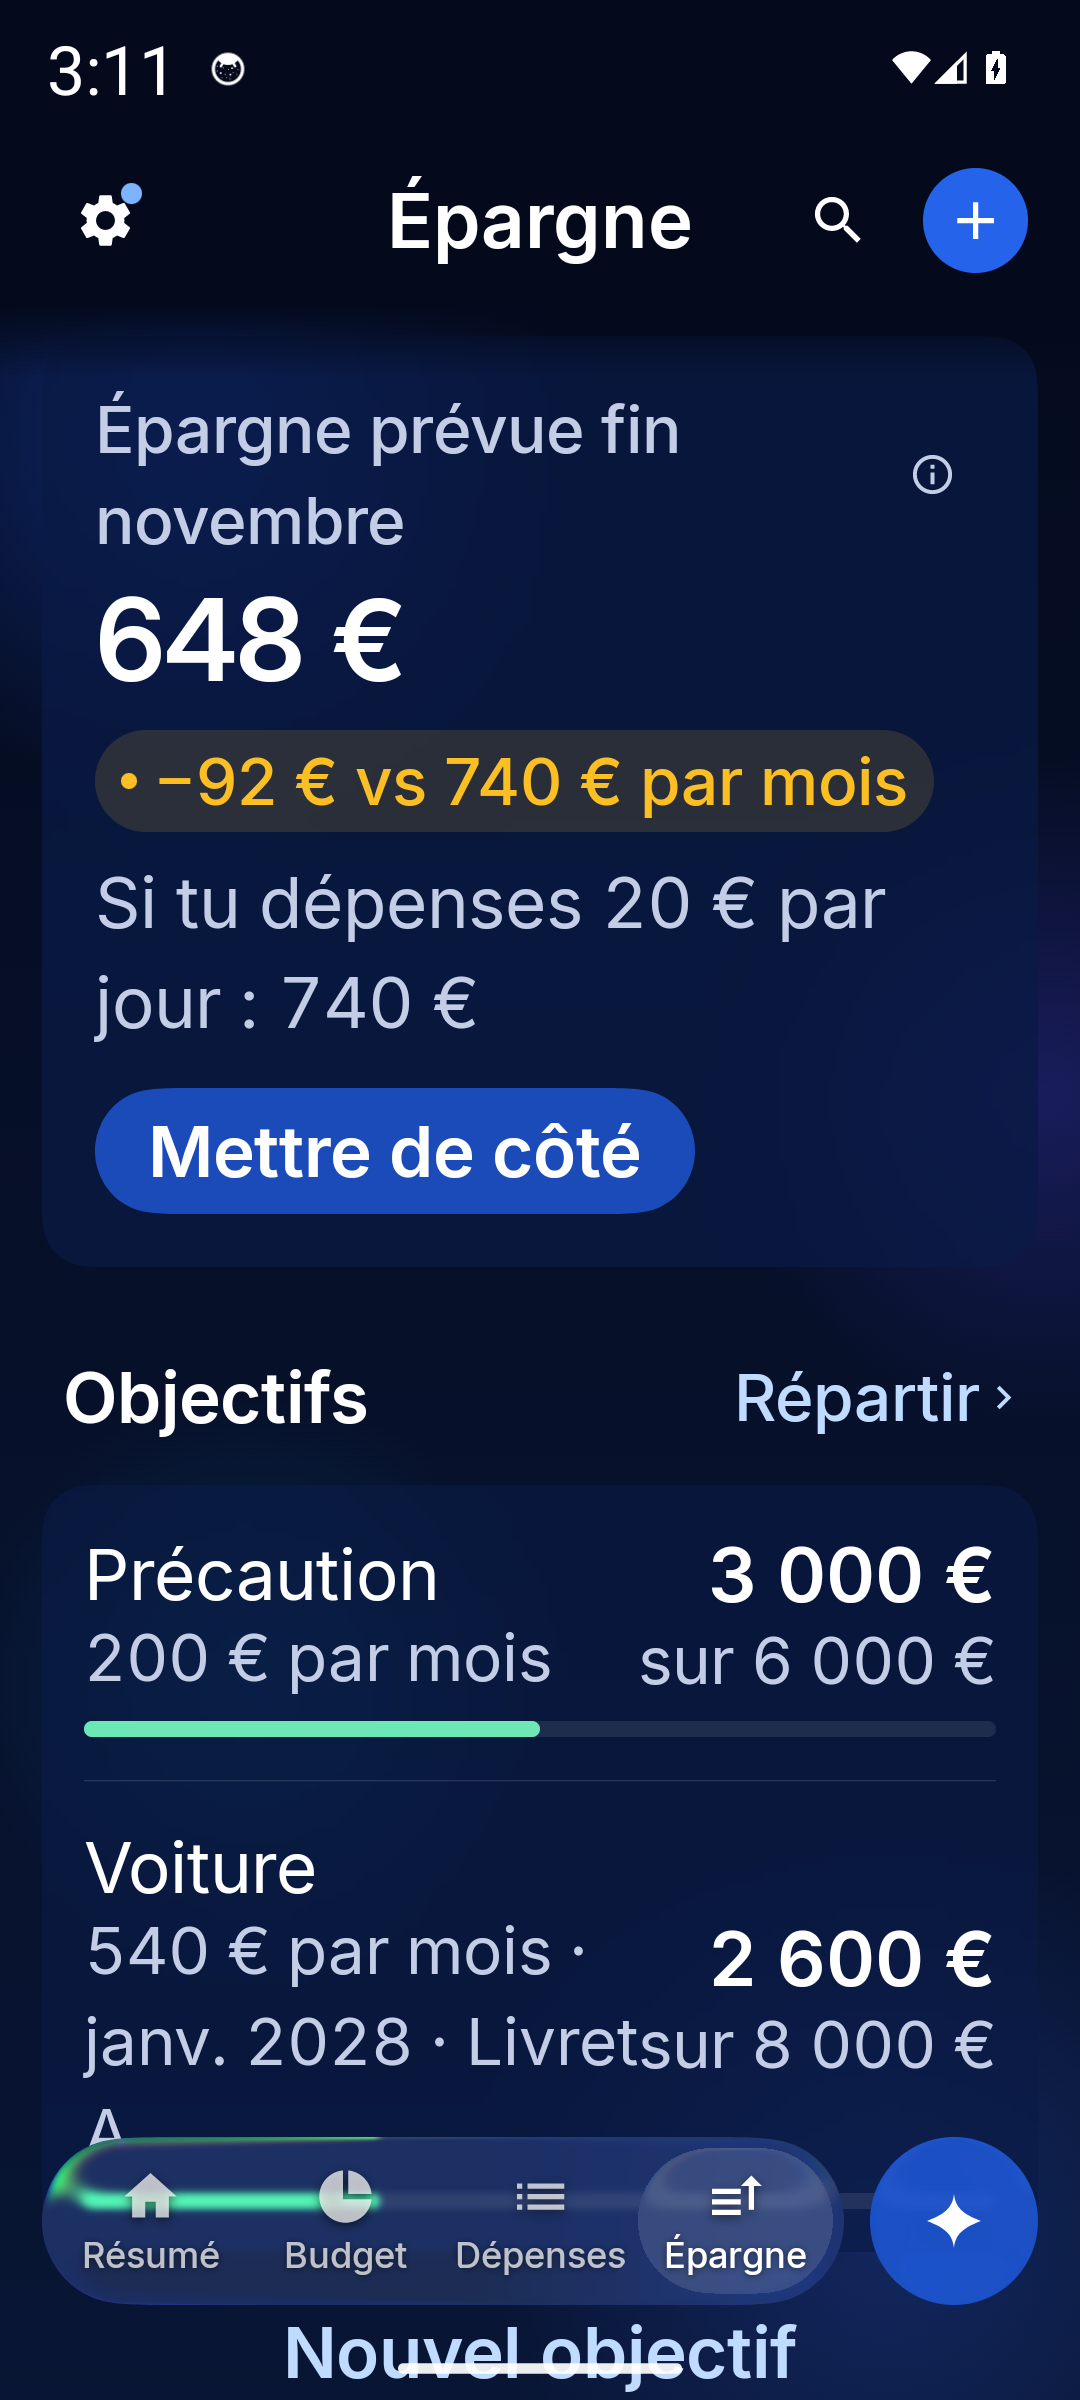 3:11
Épargne
Épargne prévue fin
novembre
648 €
• −92 € vs 740 € par mois
Si tu dépenses 20 € par
jour : 740 €
Mettre de côté
Objectifs
Répartir
Précaution
3 000 €
200 € par mois
sur 6 000 €
Voiture
540 € par mois ·
2 600 €
janv. 2028 · Livret
sur 8 000 €
A
Résumé
Budget
Dépenses
Épargne
Nouvel objectif